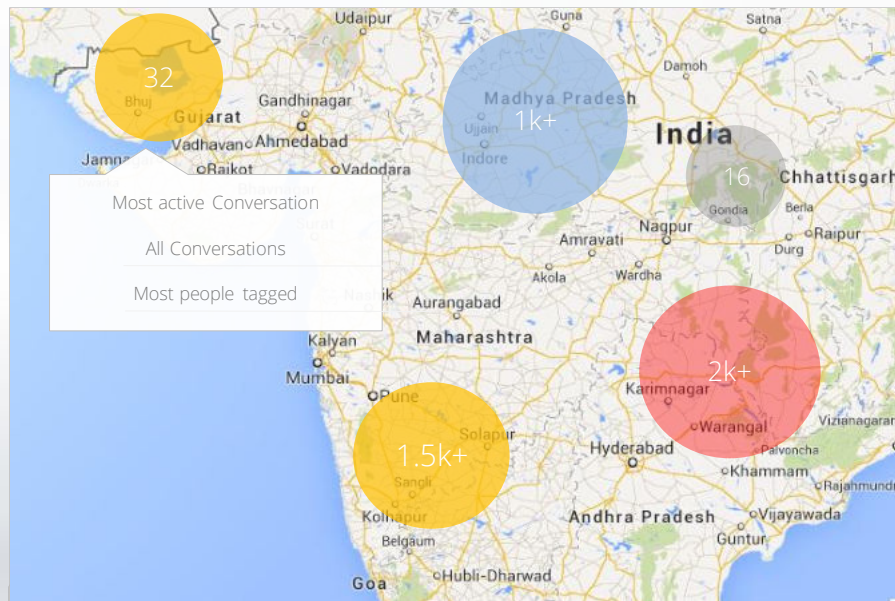 Udaipur
Guna
Satna
32
Damoh
Bhuj
Gandhinagar
Madhya Pradesh
Gujarat
1k+
Ujjain
India
Vadhavan
Ahmedabad
Indore
Rajkot
Vadodara
16
Chhattisgarh
Most active Conversation
Gondia
Berla
Nagpur
Raipur
Amravati
Durg
All Conversations
Akola
Wardha
Most people tagged
Aurangabad
Maharashtra
Kalyan
Mumbai
2k+
Karimnagar
Pune
Warangal
Vizianagaram
Solapur
1.5k+
Hyderabad
Palvoncha
Khammam
Sangli
Rajahmundry
Kolhapur
Andhra Pradesh
Vijayawada
Guntur
Belgaum
Goa
Hubli-Dharwad